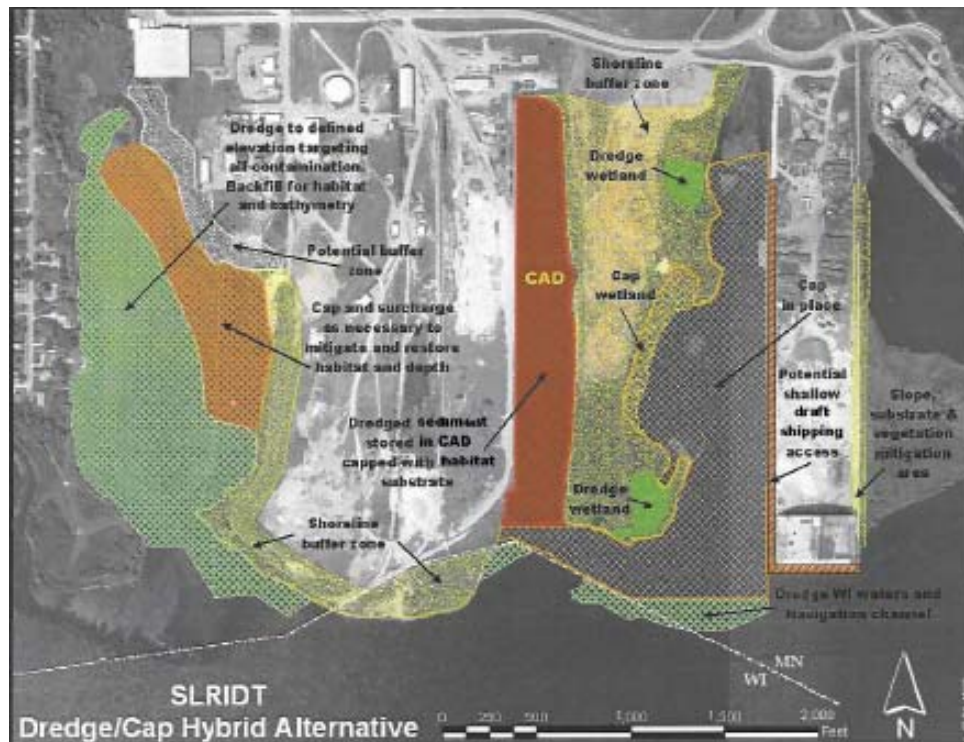 Shoreline
buffer zone
Dredge to defined
elevation targeting
all contamination.
Backfill for habitat
and bathymetry
Dredge
wetland
Potential buffer
zone
CAD
Cap
wetland
Cap
in place
Cap and surcharge
as necessary to
mitigate and restore
habitat and depth
Potential
shallow
draft
shipping
access
Slope,
substrate &
vegetation
mitigation
area
Dredged sediment
stored in CAD
capped with habitat
substrate
Dredge
wetland
Shoreline
buffer zone
Dredge WI waters and
Navigation channel
MN
WI
SLRIDT
Dredge/Cap Hybrid Alternative
0 250 500 1,000 1,500 2,000
Feet
N